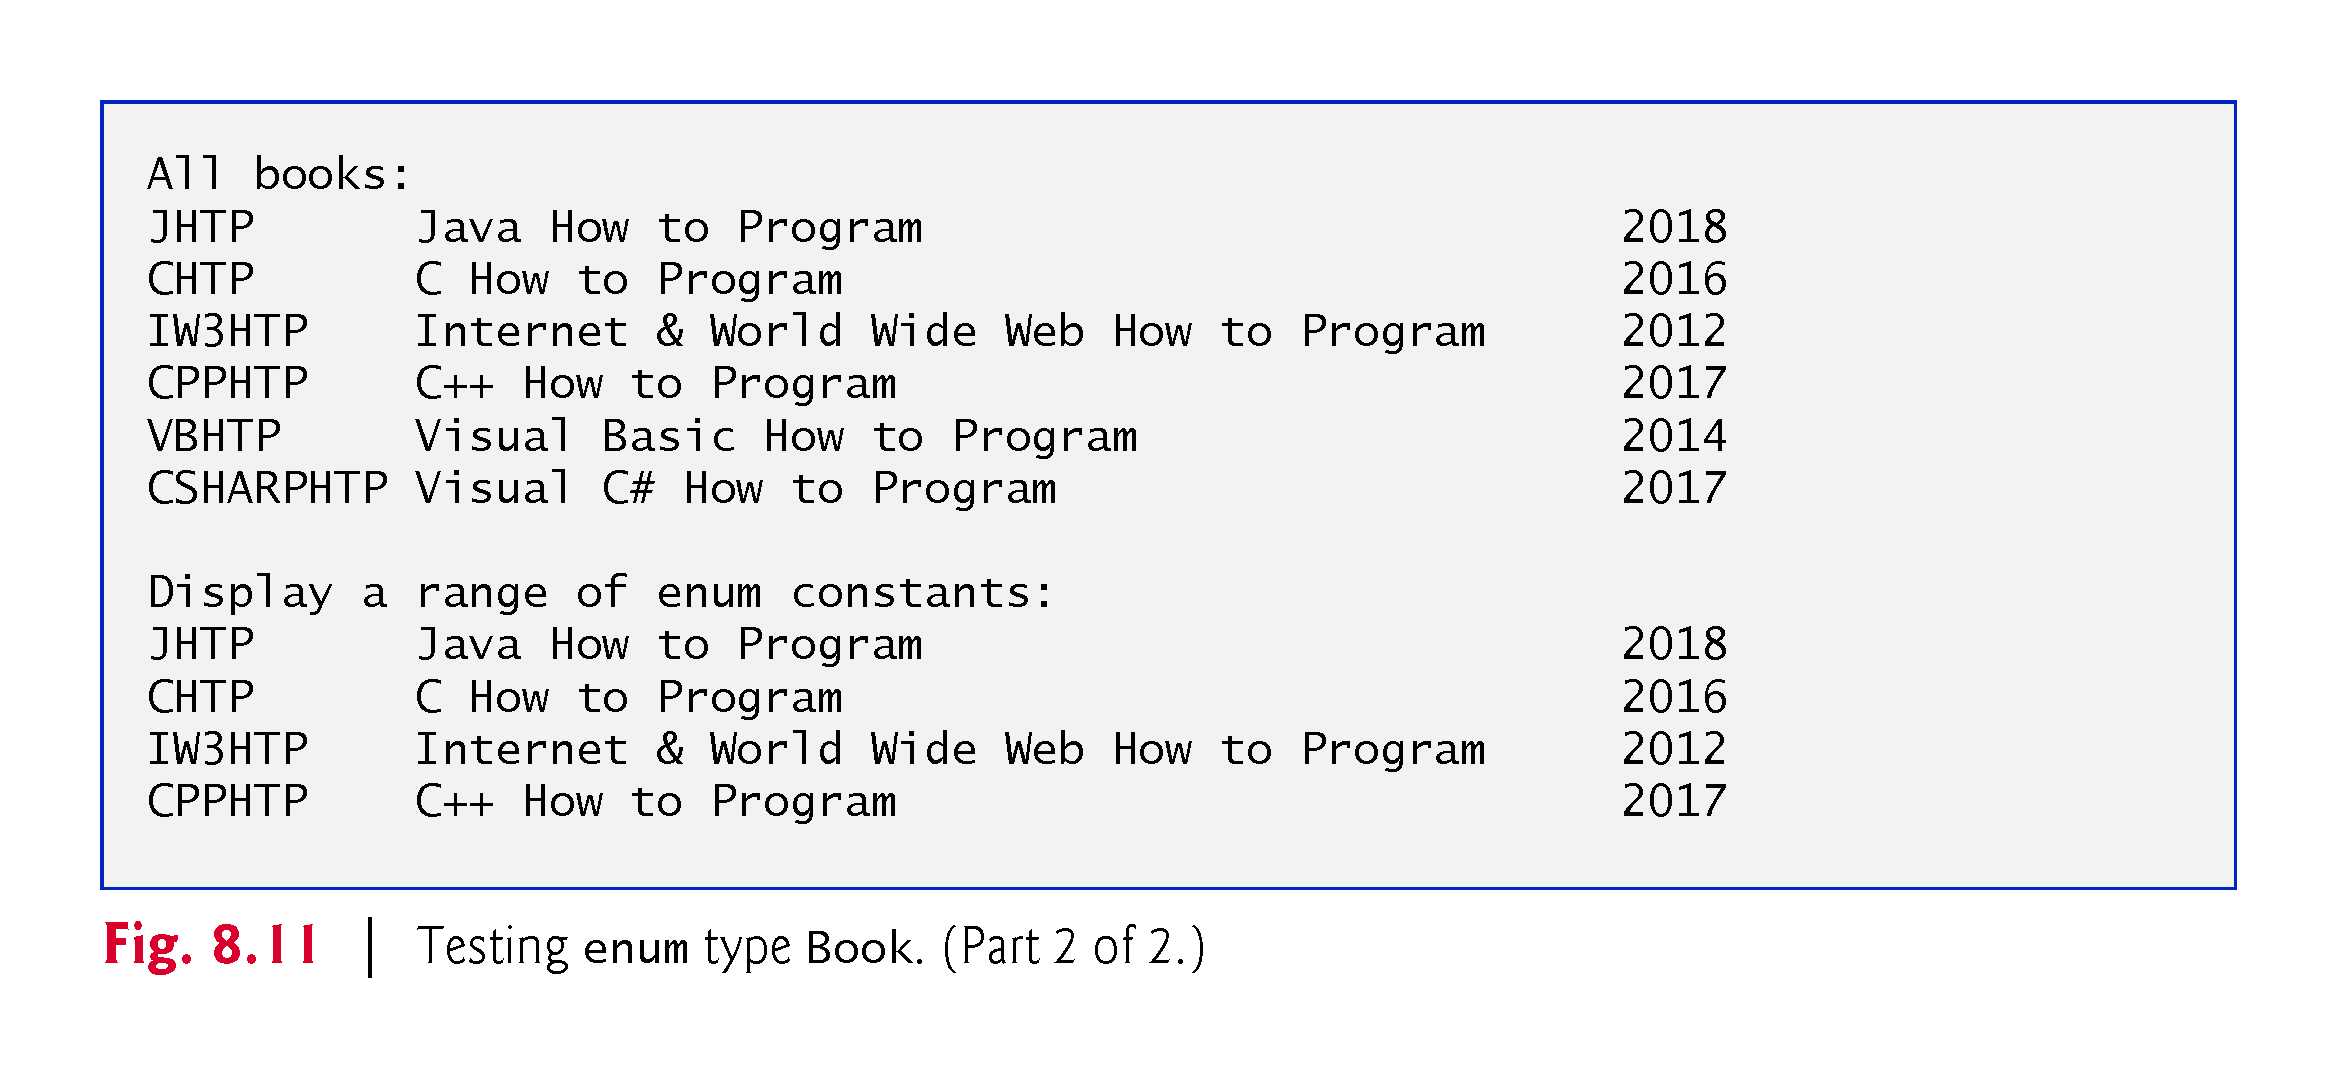 All books:
JHTP      Java How to Program                          2018
CHTP      C How to Program                             2016
IW3HTP    Internet & World Wide Web How to Program     2012
CPPHTP    C++ How to Program                           2017
VBHTP     Visual Basic How to Program                  2014
CSHARPHTP Visual C# How to Program                     2017

Display a range of enum constants:
JHTP      Java How to Program                          2018
CHTP      C How to Program                             2016
IW3HTP    Internet & World Wide Web How to Program     2012
CPPHTP    C++ How to Program                           2017
Fig. 8.11 | Testing enum type Book. (Part 2 of 2.)